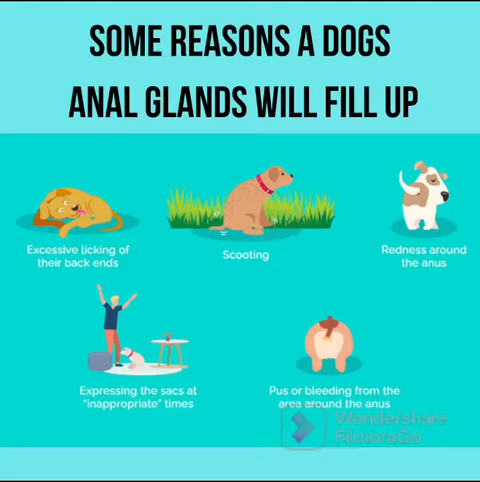 SOME REASONS A DOGS
ANAL GLANDS WILL FILL UP
Excessive licking of
their back ends
Scooting
Redness around
the anus
Expressing the sacs at
"inappropriate" times
Pus or bleeding from the
area around the anus
Wondershare
FilmoraGo